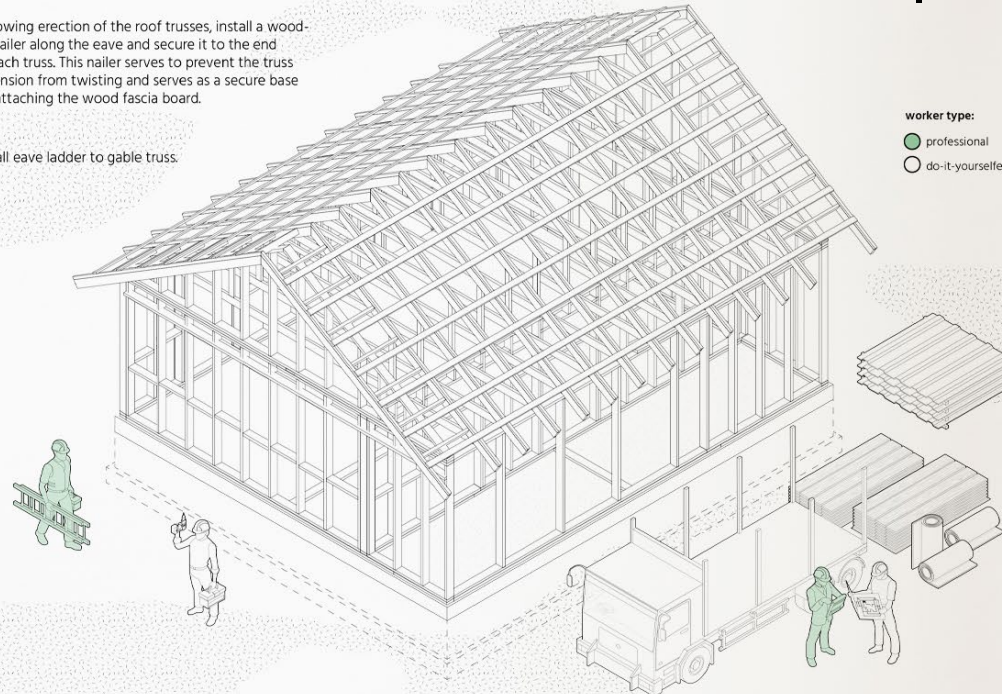 owing erection of the roof trusses, install a wood-
ailer along the eave and secure it to the end
ach truss. This nailer serves to prevent the truss
ension from twisting and serves as a secure base
attaching the wood fascia board.
all eave ladder to gable truss.
worker type:
professional
do-it-yourselfe